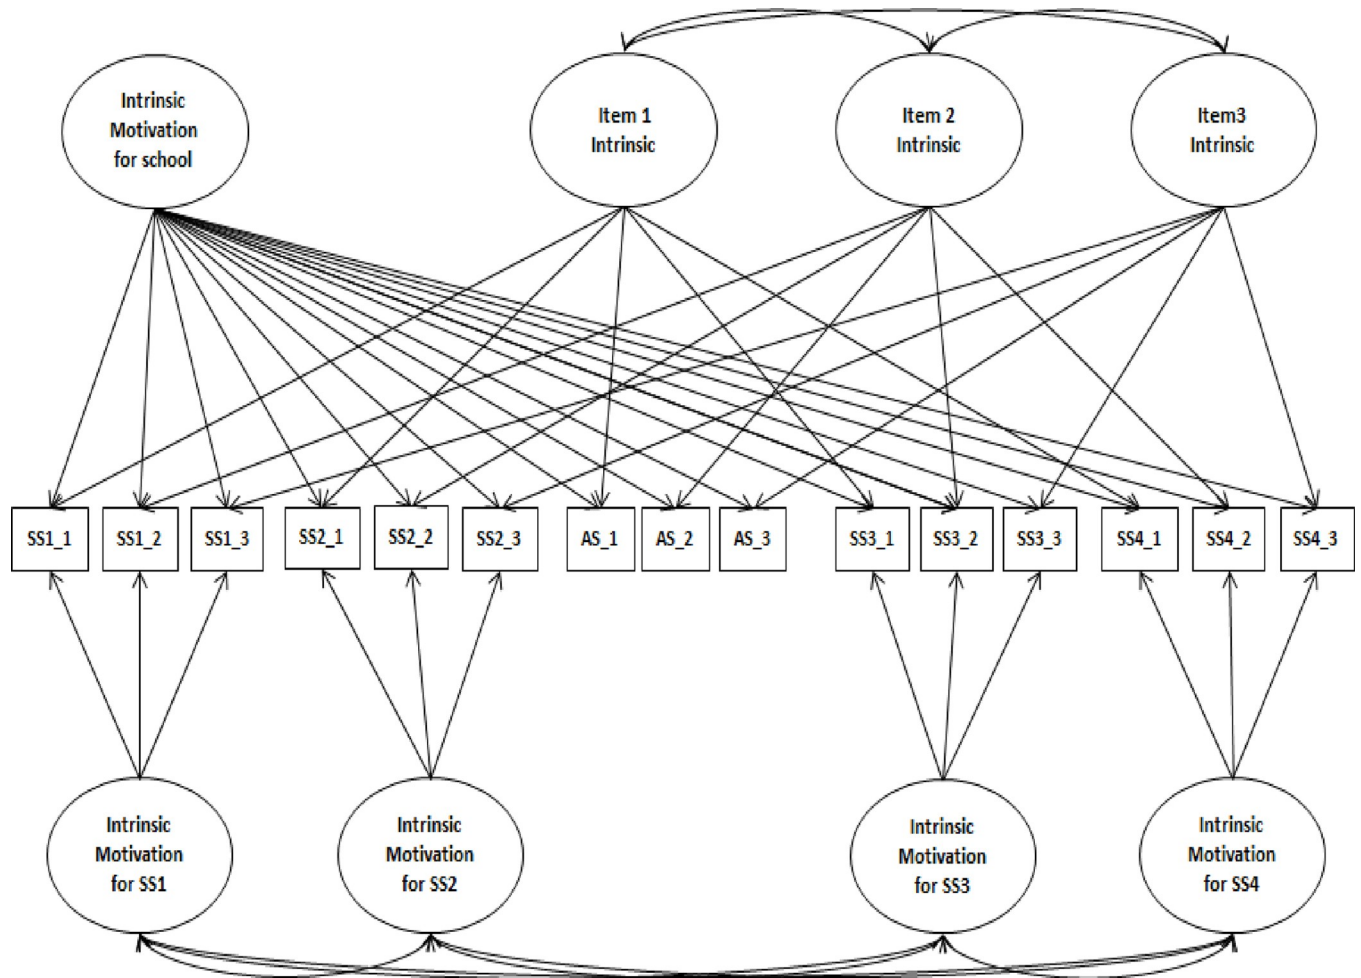 Intrinsic
Motivation
for school
Item 1
Intrinsic
Item 2
Intrinsic
Item3
Intrinsic
SS1_1
SS1_2
SS1_3
SS2_1
SS2_2
SS2_3
AS_1
AS_2
AS_3
SS3_1
SS3_2
SS3_3
SS4_1
SS4_2
SS4_3
Intrinsic
Motivation
for SS1
Intrinsic
Motivation
for SS2
Intrinsic
Motivation
for SS3
Intrinsic
Motivation
for SS4